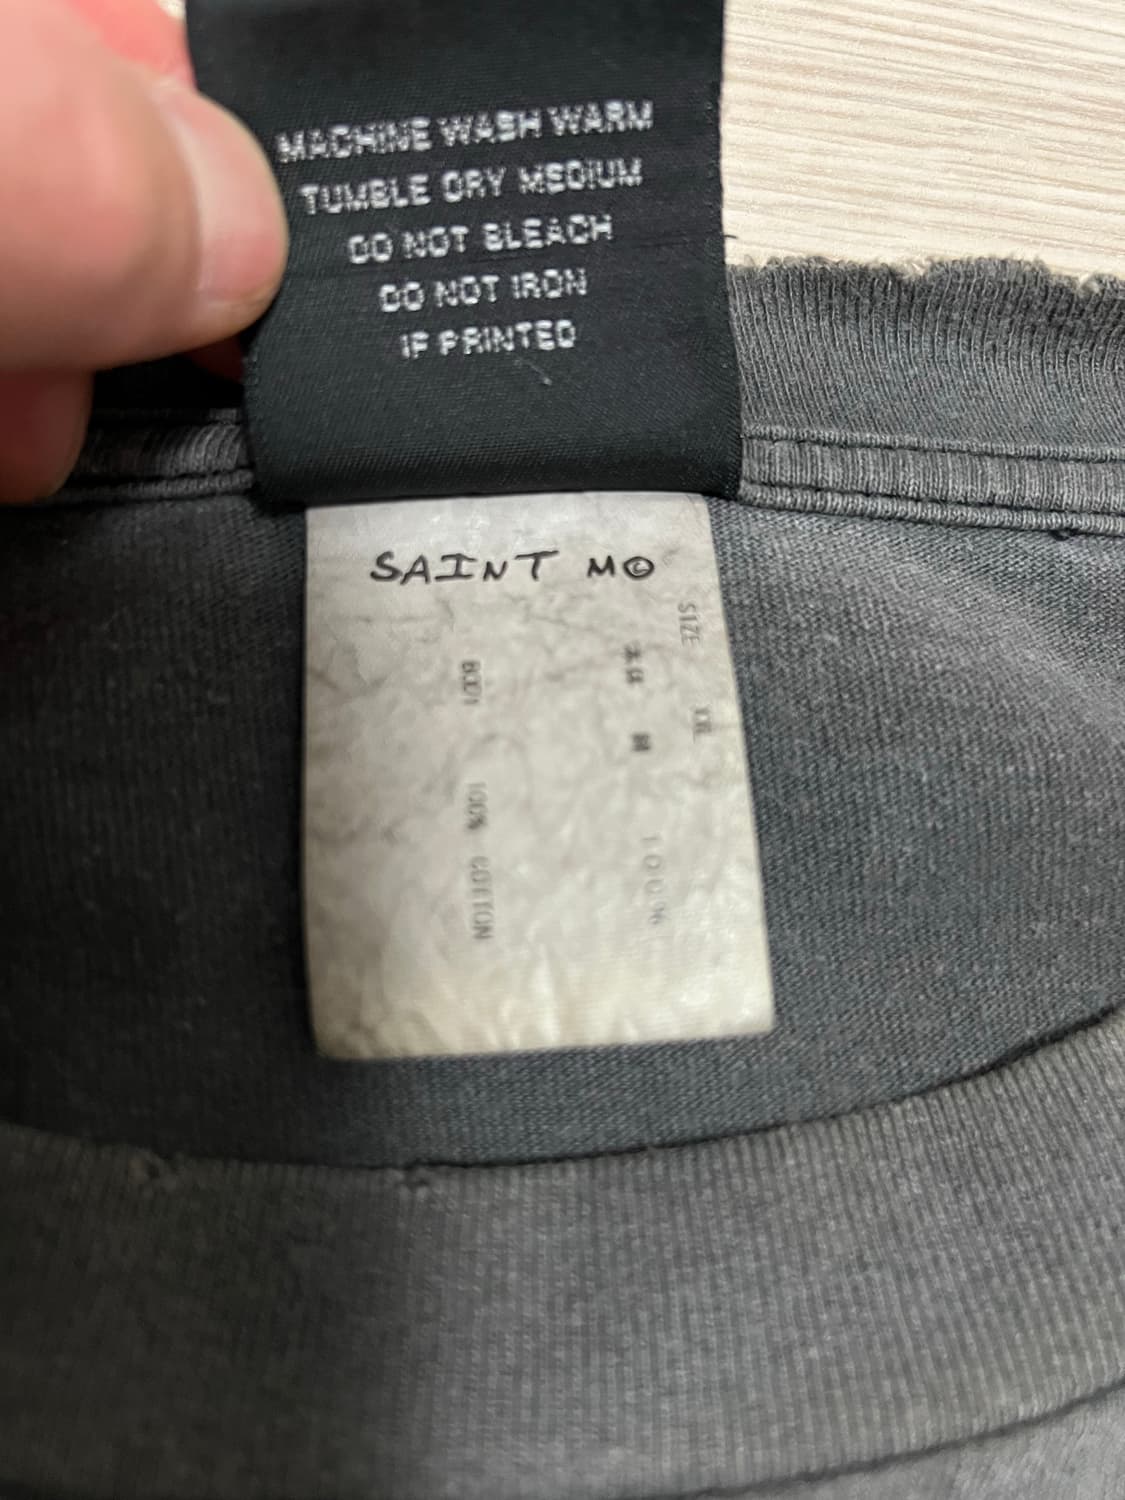 MACHINE WASH WARM
TUMBLE DRY MEDIUM
DO NOT BLEACH
DO NOT IRON
IF PRINTED
SAINT M©
SIZE XXL
100%
BODY 100% COTTON